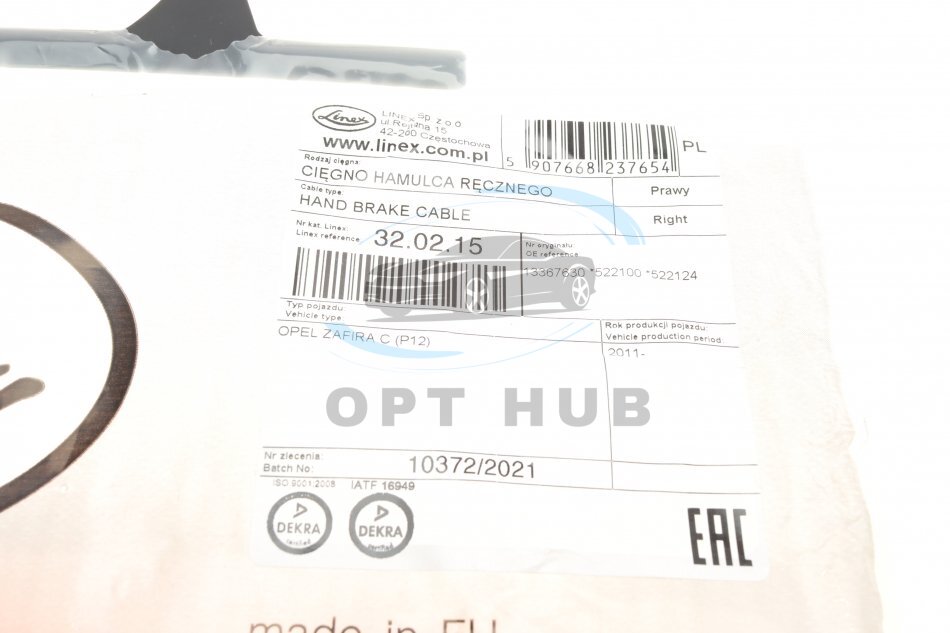 Linex
LINEX Sp. z o.o.
ul. Rejtana 15
42-200 Częstochowa
www.linex.com.pl
5 907668 237654
PL
Rodzaj cięgna:
CIĘGNO HAMULCA RĘCZNEGO
Prawy
Cable type:
HAND BRAKE CABLE
Right
Nr kat. Linex:
Linex reference:
32.02.15
Nr oryginału
OE reference
13367630 *522100 *522124
Typ pojazdu:
Vehicle type:
Rok produkcji pojazdu:
Vehicle production period:
OPEL ZAFIRA C (P12)
2011-
OPT HUB
Nr zlecenia:
Batch No:
10372/2021
ISO 9001:2008
IATF 16949
DEKRA
certified
DEKRA
certified
EAC
made in EU